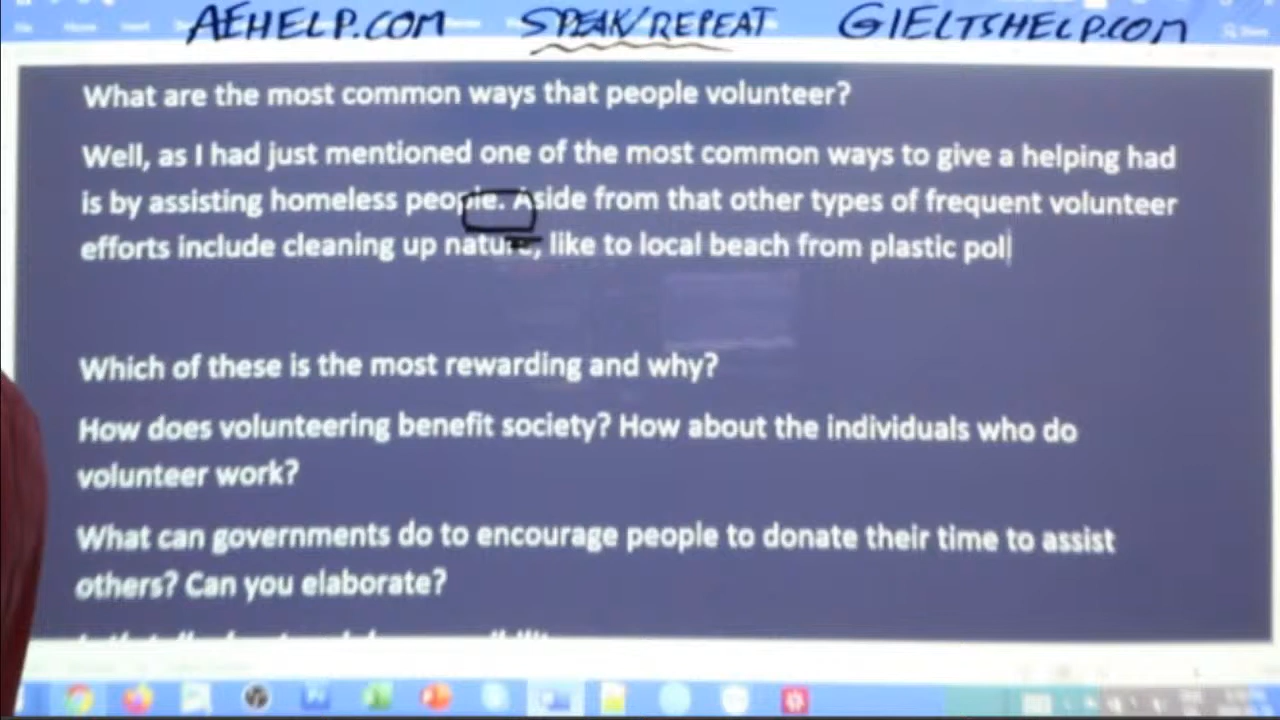 AEHELP.COM SPEAK/REPEAT GIELTSHELP.COM
What are the most common ways that people volunteer?
Well, as I had just mentioned one of the most common ways to give a helping had
is by assisting homeless people. Aside from that other types of frequent volunteer
efforts include cleaning up nature, like to local beach from plastic pol
Which of these is the most rewarding and why?
How does volunteering benefit society? How about the individuals who do
volunteer work?
What can governments do to encourage people to donate their time to assist
others? Can you elaborate?